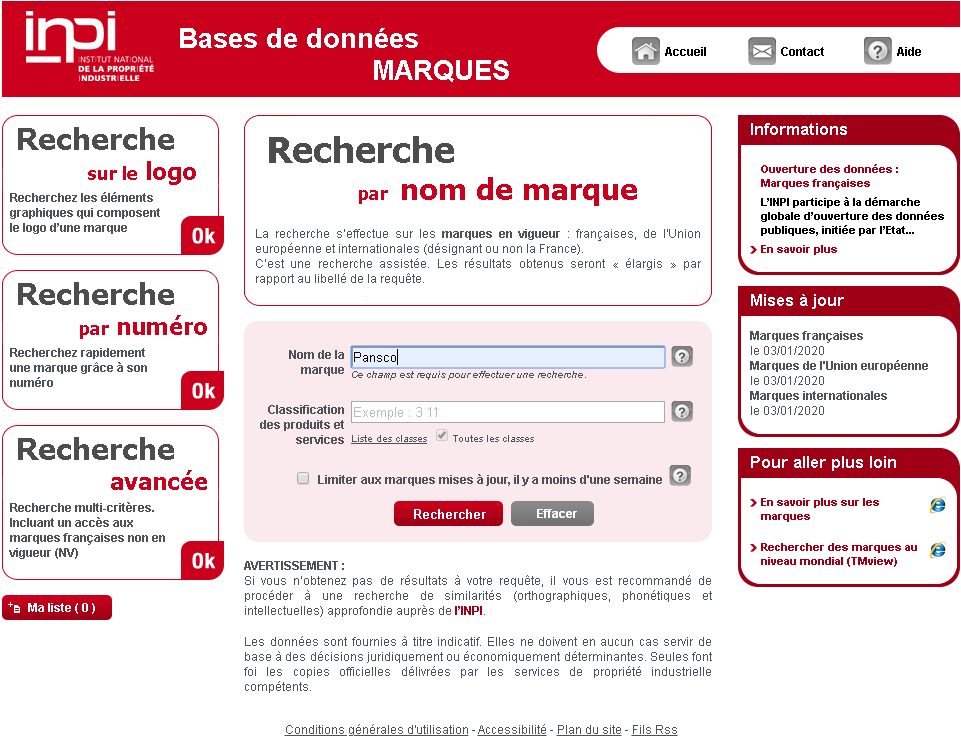 inpi
INSTITUT NATIONAL
DE LA PROPRIÉTÉ
INDUSTRIELLE
Bases de données
MARQUES
Accueil
Contact
? Aide
Recherche
sur le logo
Recherchez les éléments
graphiques qui composent
le logo d'une marque
Ok
Recherche
par numéro
Recherchez rapidement
une marque grâce à son
numéro
Ok
Recherche
avancée
Recherche multi-critères.
Incluant un accès aux
marques françaises non en
vigueur (NV)
Ok
Ma liste ( 0 )
Recherche
par nom de marque
La recherche s'effectue sur les marques en vigueur : françaises, de l'Union
européenne et internationales (désignant ou non la France).
C'est une recherche assistée. Les résultats obtenus seront « élargis » par
rapport au libellé de la requête.
Nom de la
marque
Pansco
?
Ce champ est requis pour effectuer une recherche.
Classification
des produits et
services
Exemple : 3 11
?
Liste des classes Toutes les classes
Limiter aux marques mises à jour, il y a moins d'une semaine ?
Rechercher Effacer
AVERTISSEMENT :
Si vous n'obtenez pas de résultats à votre requête, il vous est recommandé de
procéder à une recherche de similarités (orthographiques, phonétiques et
intellectuelles) approfondie auprès de l'INPI.
Les données sont fournies à titre indicatif. Elles ne doivent en aucun cas servir de
base à des décisions juridiquement ou économiquement déterminantes. Seules font
foi les copies officielles délivrées par les services de propriété industrielle
compétents.
Informations
Ouverture des données :
Marques françaises
L'INPI participe à la démarche
globale d'ouverture des données
publiques, initiée par l'Etat...
En savoir plus
Mises à jour
Marques françaises
le 03/01/2020
Marques de l'Union européenne
le 03/01/2020
Marques internationales
le 03/01/2020
Pour aller plus loin
En savoir plus sur les
marques
Rechercher des marques au
niveau mondial (TMview)
Conditions générales d'utilisation - Accessibilité - Plan du site - Fils Rss